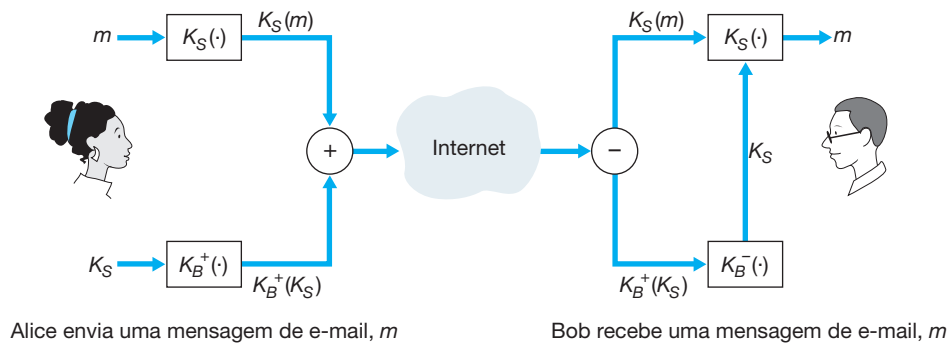 K_S(m)
m
K_S(·)
+
Internet
K_S
K_B^+(·)
K_B^+(K_S)
Alice envia uma mensagem de e-mail, m
K_S(m)
K_S(·)
m
–
K_S
K_B^+(K_S)
K_B^–(·)
Bob recebe uma mensagem de e-mail, m